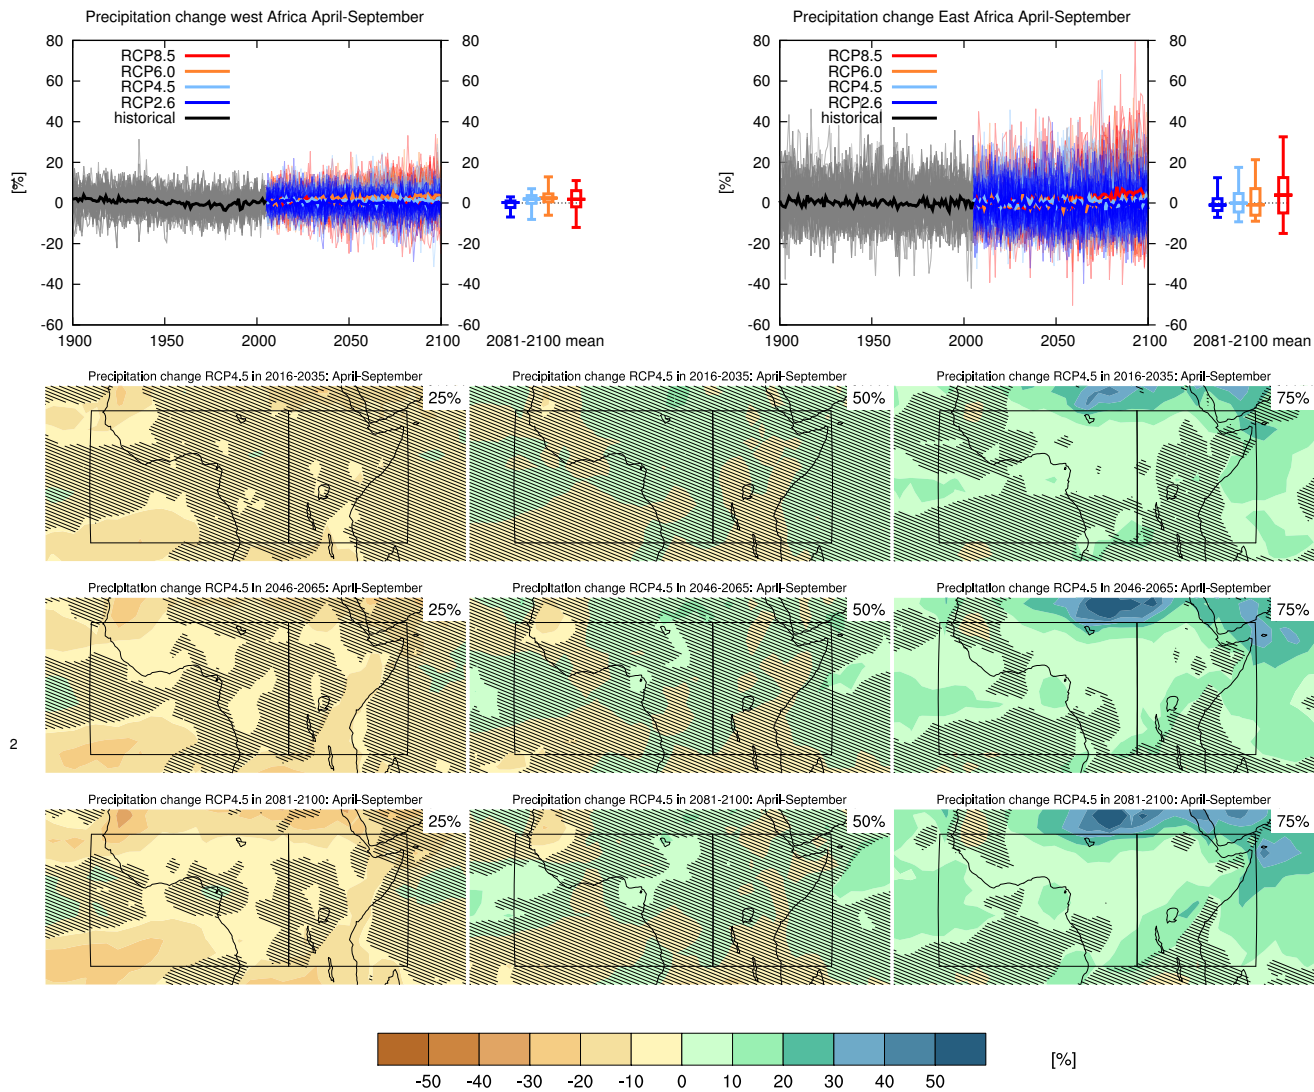 Precipitation change west Africa April-September
80
60
40
20
0
-20
-40
-60
[%]
RCP8.5
RCP6.0
RCP4.5
RCP2.6
historical
1900
1950
2000
2050
2100
80
60
40
20
0
-20
-40
-60
2081-2100 mean
Precipitation change East Africa April-September
80
60
40
20
0
-20
-40
-60
[%]
RCP8.5
RCP6.0
RCP4.5
RCP2.6
historical
1900
1950
2000
2050
2100
80
60
40
20
0
-20
-40
-60
2081-2100 mean
Precipitation change RCP4.5 in 2016-2035: April-September
25%
Precipitation change RCP4.5 in 2016-2035: April-September
50%
Precipitation change RCP4.5 in 2016-2035: April-September
75%
Precipitation change RCP4.5 in 2046-2065: April-September
25%
Precipitation change RCP4.5 in 2046-2065: April-September
50%
Precipitation change RCP4.5 in 2046-2065: April-September
75%
2
Precipitation change RCP4.5 in 2081-2100: April-September
25%
Precipitation change RCP4.5 in 2081-2100: April-September
50%
Precipitation change RCP4.5 in 2081-2100: April-September
75%
-50 -40 -30 -20 -10 0 10 20 30 40 50
[%]